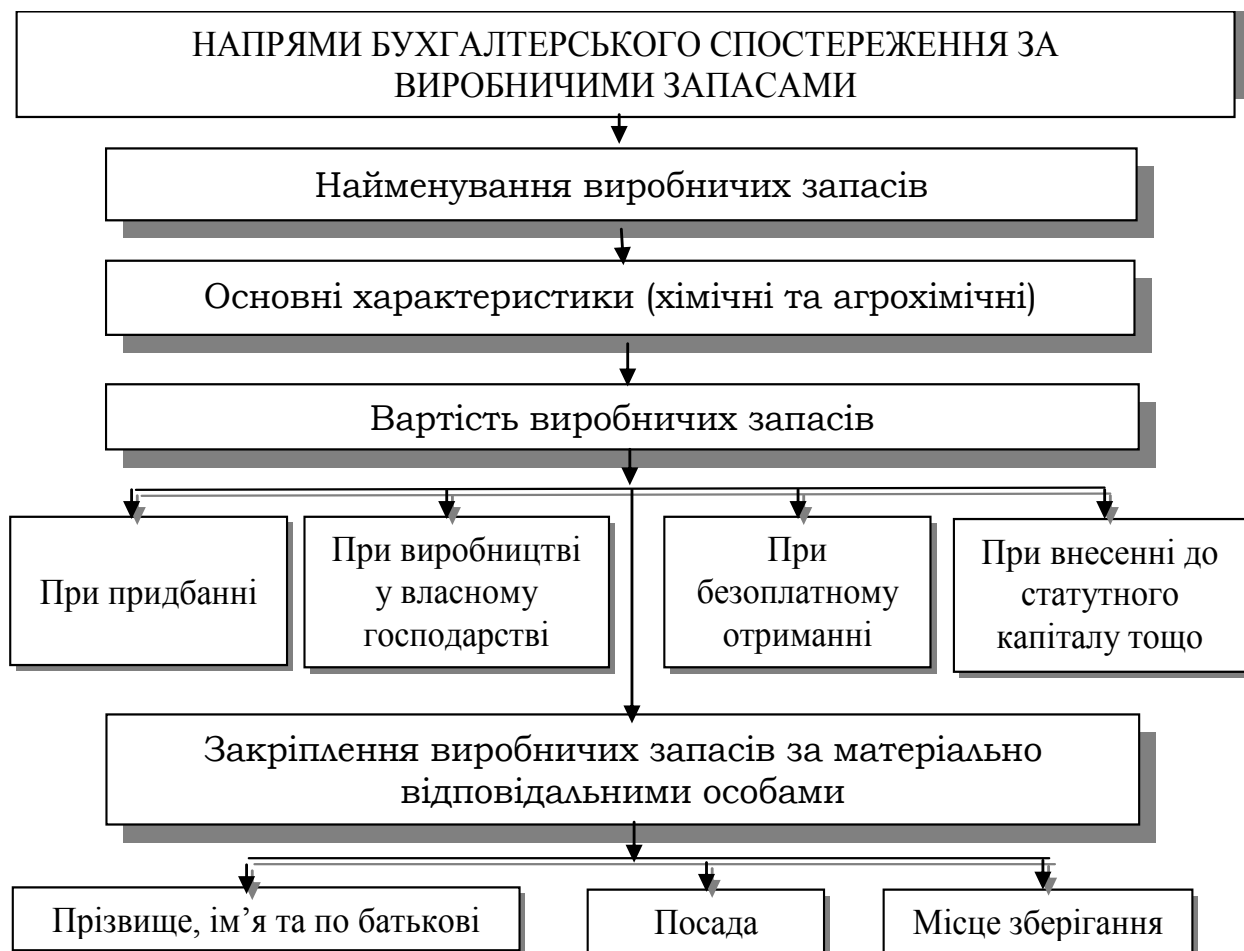 НАПРЯМИ БУХГАЛТЕРСЬКОГО СПОСТЕРЕЖЕННЯ ЗА
ВИРОБНИЧИМИ ЗАПАСАМИ
Найменування виробничих запасів
Основні характеристики (хімічні та агрохімічні)
Вартість виробничих запасів
При придбанні
При виробництві
у власному
господарстві
При
безоплатному
отриманні
При внесенні до
статутного
капіталу тощо
Закріплення виробничих запасів за матеріально
відповідальними особами
Прізвище, ім’я та по батькові
Посада
Місце зберігання